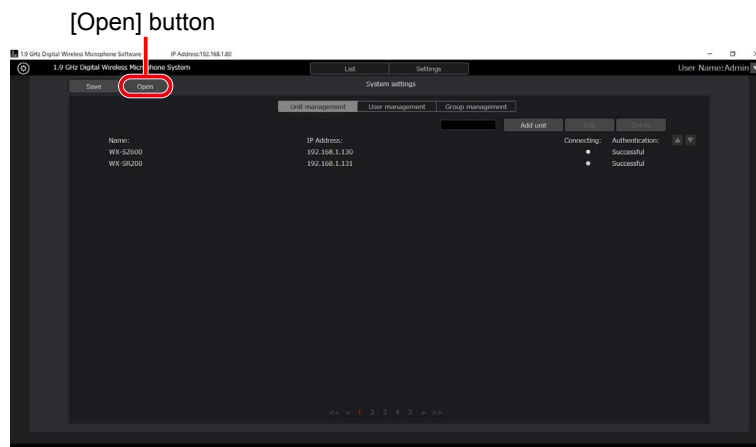 [Open] button
1.9 GHz Digital Wireless Microphone Software IP Address:192.168.1.80
1.9 GHz Digital Wireless Microphone System List Settings User Name:Admin
Save Open System settings
Unit management User management Group management
Add unit Edit Delete
Name: IP Address: Connecting: Authentication:
WX-SZ600 192.168.1.130 Successful
WX-SR200 192.168.1.131 Successful
<< < 1 2 3 4 5 > >>